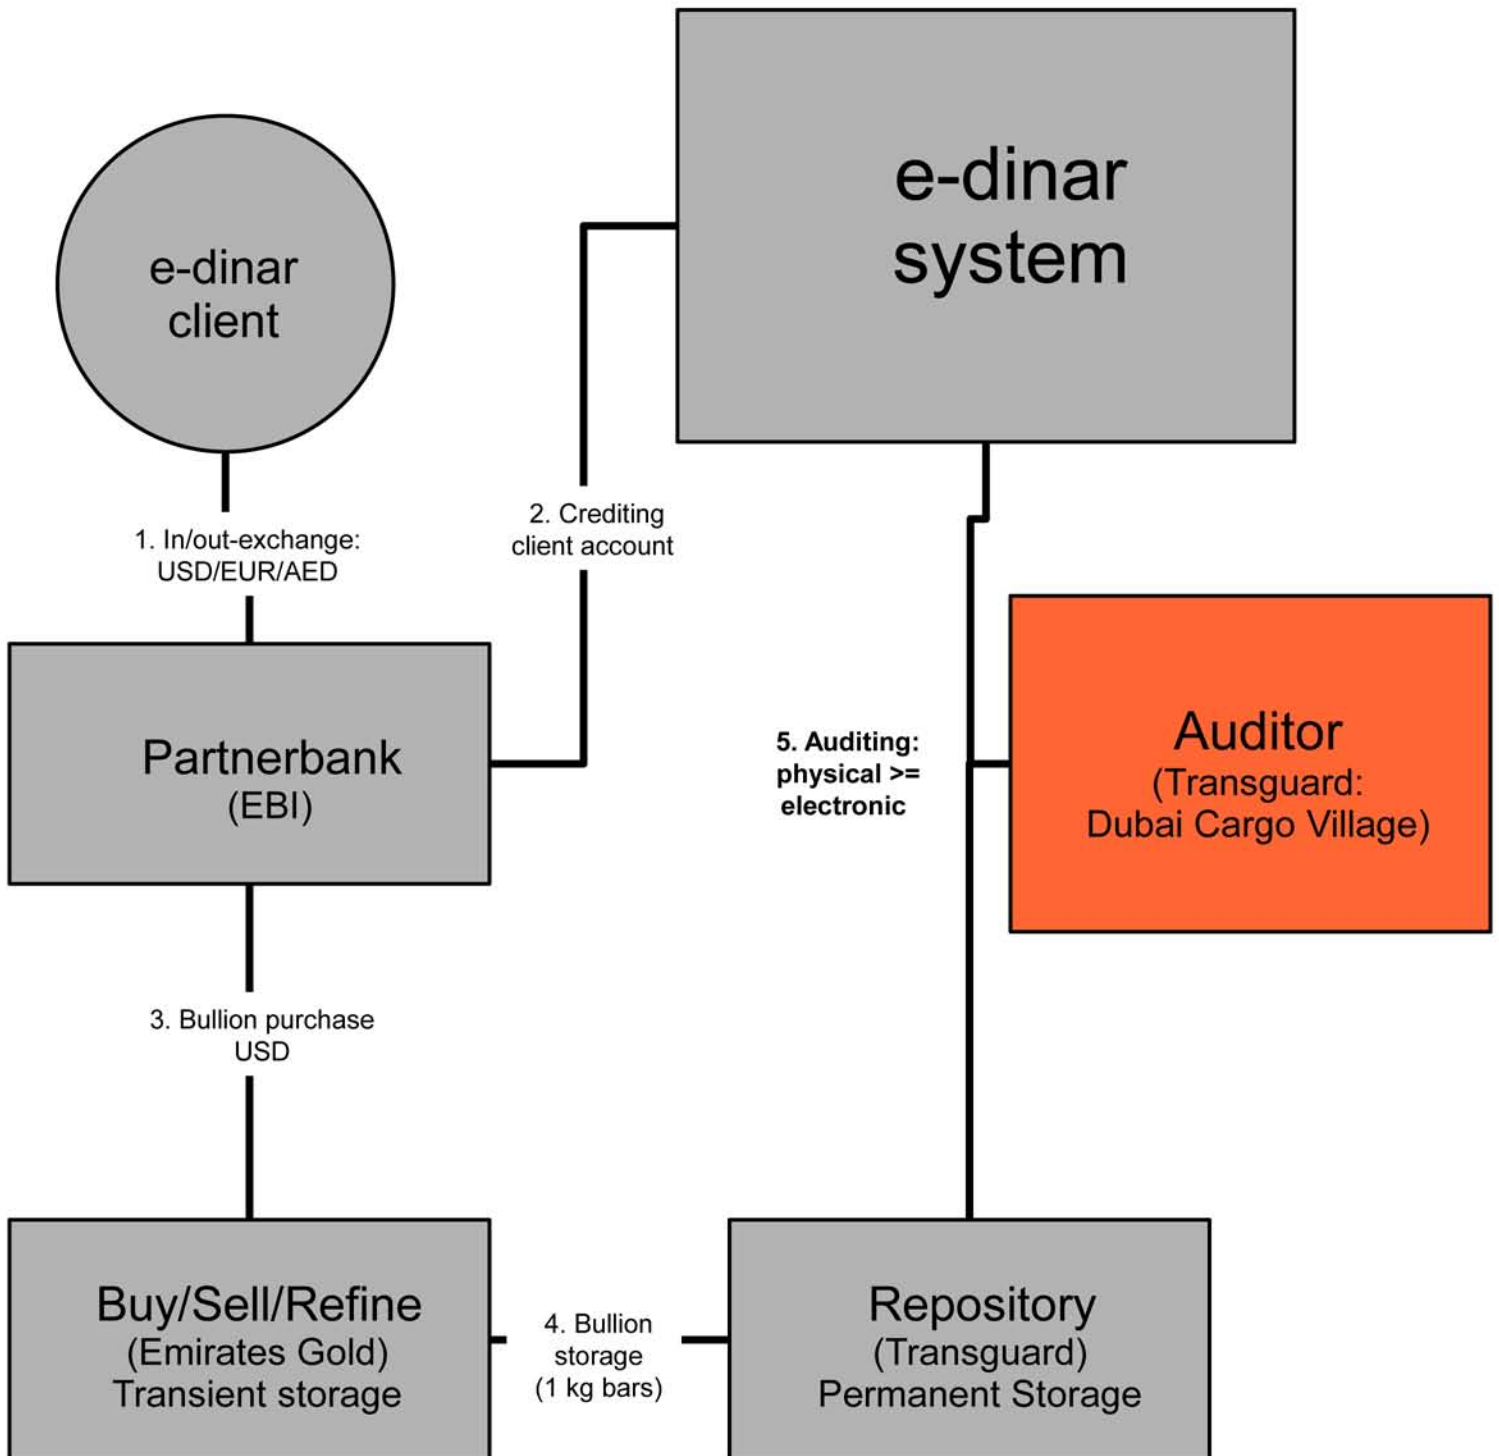 e-dinar
system
e-dinar
client
1. In/out-exchange:
USD/EUR/AED
2. Crediting
client account
Partnerbank
(EBI)
5. Auditing:
physical >=
electronic
Auditor
(Transguard:
Dubai Cargo Village)
3. Bullion purchase
USD
Buy/Sell/Refine
(Emirates Gold)
Transient storage
4. Bullion
storage
(1 kg bars)
Repository
(Transguard)
Permanent Storage